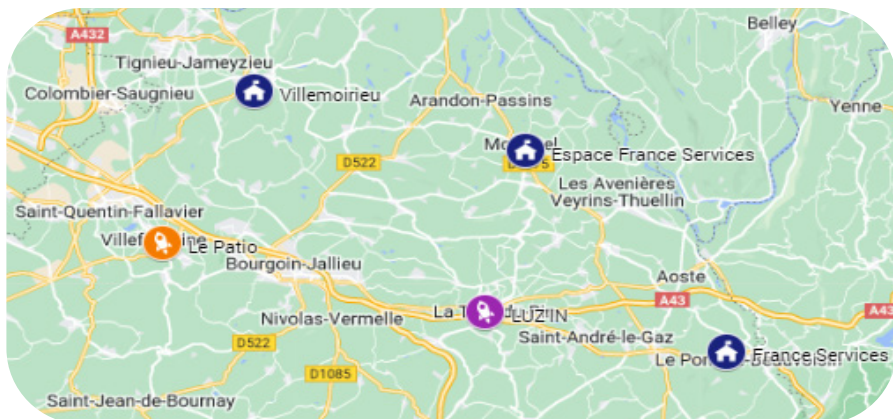 Belley
A432
Tignieu-Jameyzieu
Colombier-Saugnieu
Villemoirieu
Arandon-Passins
Yenne
D522
Espace France Services
Les Avenières
Veyrins-Thuellin
Saint-Quentin-Fallavier
Le Patio
Bourgoin-Jallieu
Aoste
A43
A43
Nivolas-Vermelle
LUZ'IN
Saint-André-le-Gaz
D522
France Services
D1085
Saint-Jean-de-Bournay